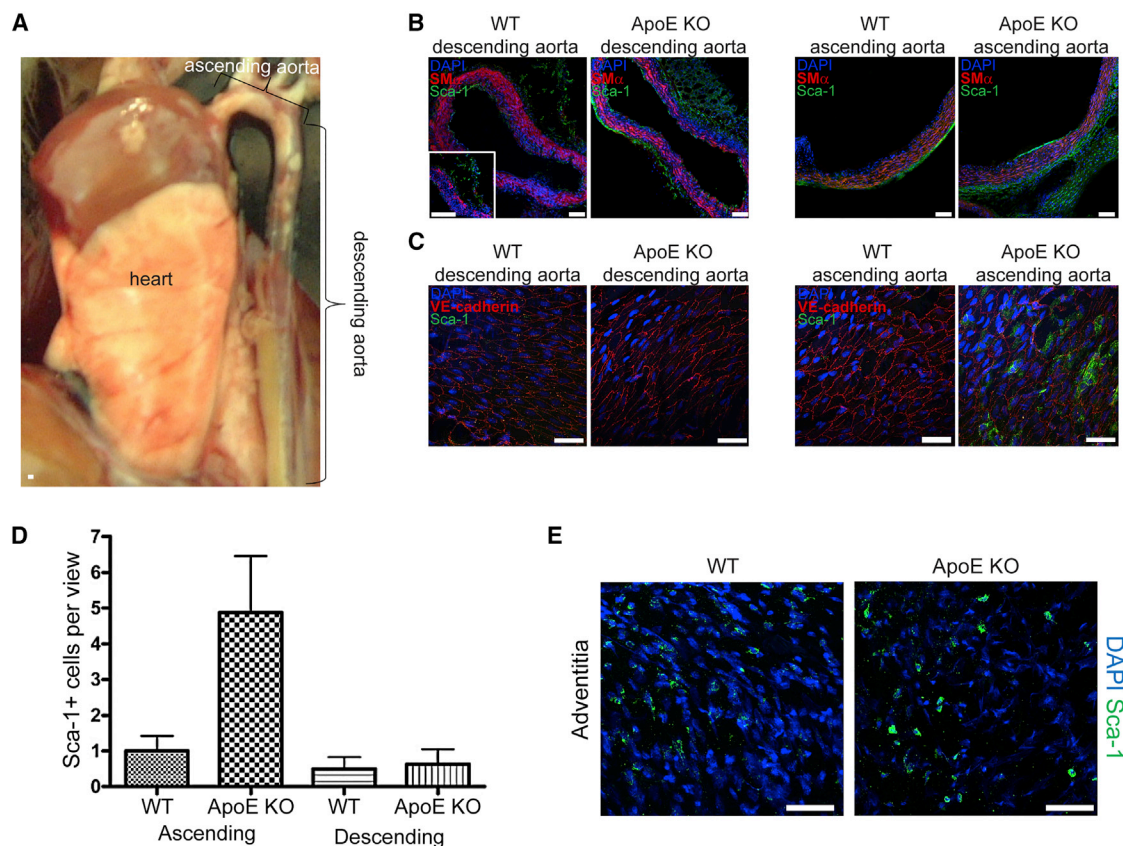 A
ascending aorta
heart
descending aorta
B
WT
descending aorta
ApoE KO
descending aorta
WT
ascending aorta
ApoE KO
ascending aorta
DAPI
SMα
Sca-1
DAPI
SMα
Sca-1
DAPI
SMα
Sca-1
DAPI
SMα
Sca-1
C
WT
descending aorta
ApoE KO
descending aorta
WT
ascending aorta
ApoE KO
ascending aorta
DAPI
VE-cadherin
Sca-1
DAPI
VE-cadherin
Sca-1
D
Sca-1+ cells per view
7
6
5
4
3
2
1
0
WT
ApoE KO
WT
ApoE KO
Ascending
Descending
E
WT
ApoE KO
Adventitia
DAPI Sca-1